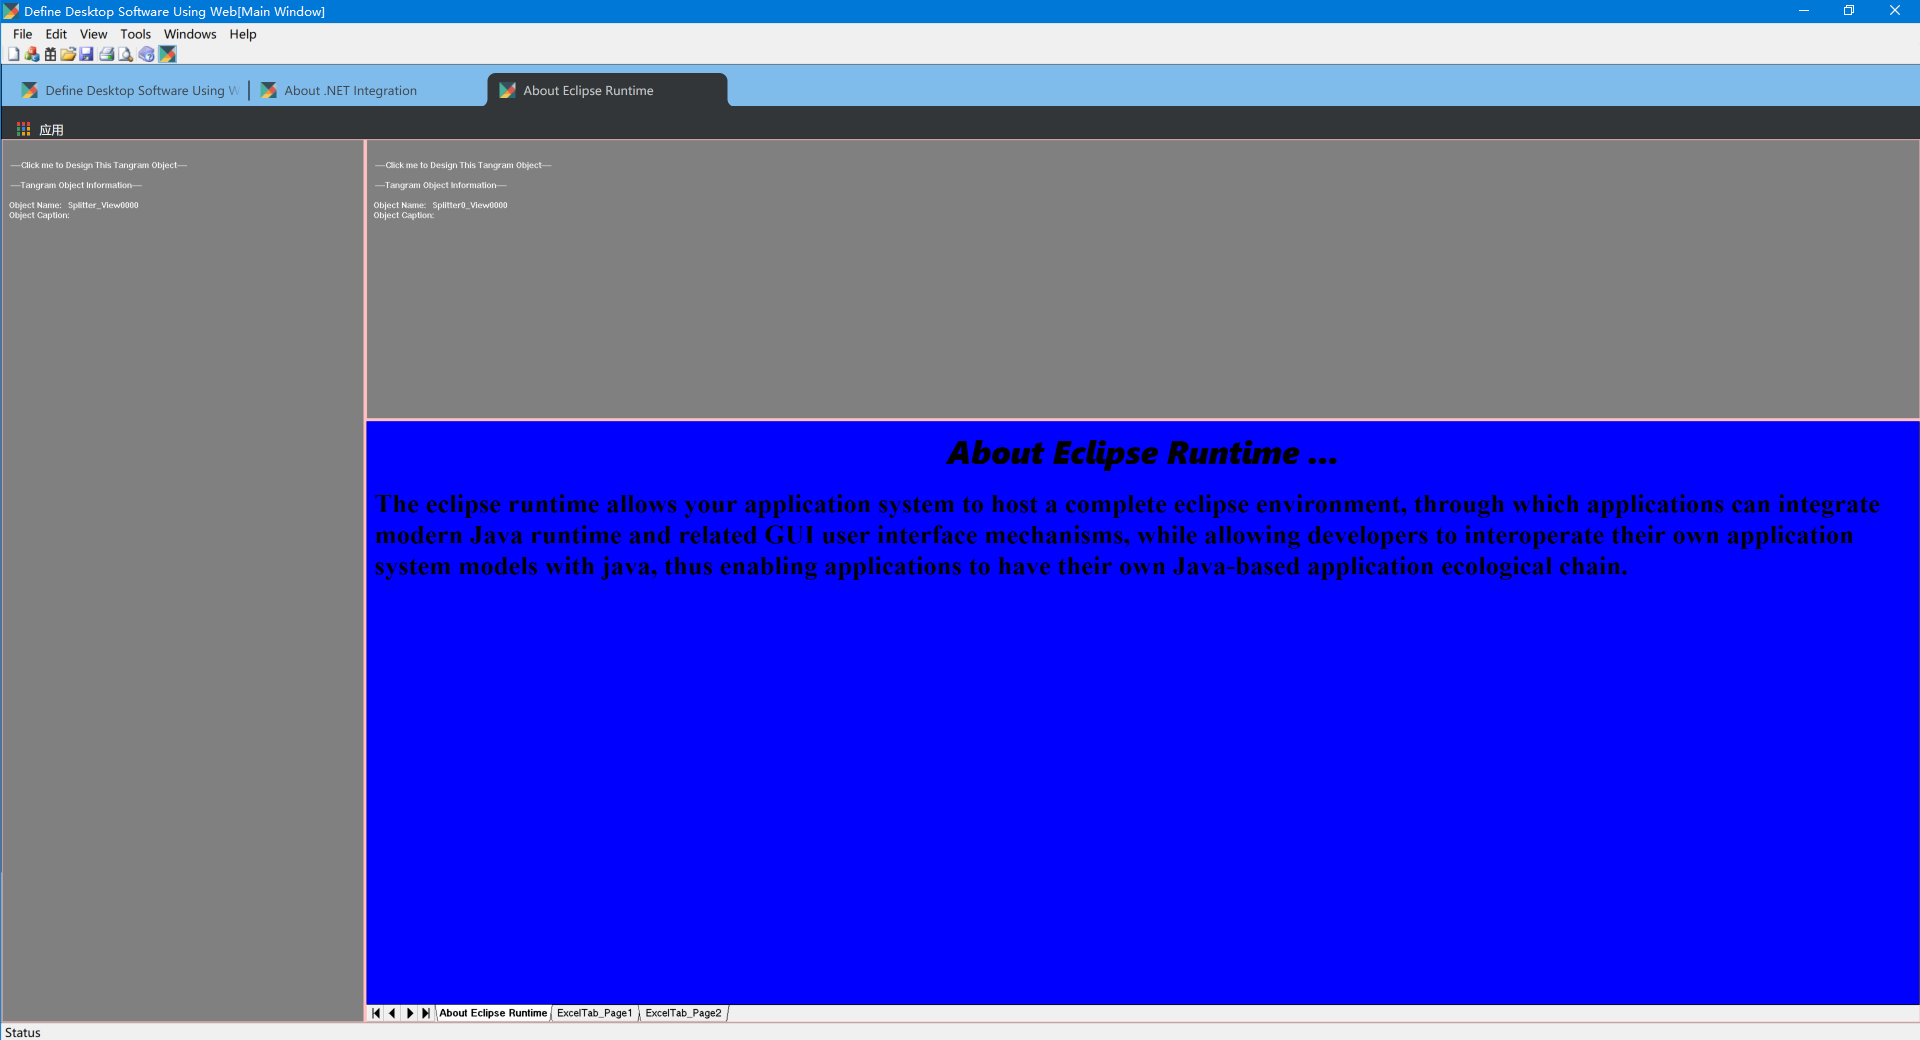 Define Desktop Software Using Web[Main Window]
File Edit View Tools Windows Help
Define Desktop Software Using W
About .NET Integration
About Eclipse Runtime
应用
---Click me to Design This Tangram Object---
---Tangram Object Information---
Object Name: Splitter_View0000
Object Caption:
---Click me to Design This Tangram Object---
---Tangram Object Information---
Object Name: Splitter0_View0000
Object Caption:
About Eclipse Runtime ...
The eclipse runtime allows your application system to host a complete eclipse environment, through which applications can integrate
modern Java runtime and related GUI user interface mechanisms, while allowing developers to interoperate their own application
system models with java, thus enabling applications to have their own Java-based application ecological chain.
About Eclipse Runtime ExcelTab_Page1 ExcelTab_Page2
Status